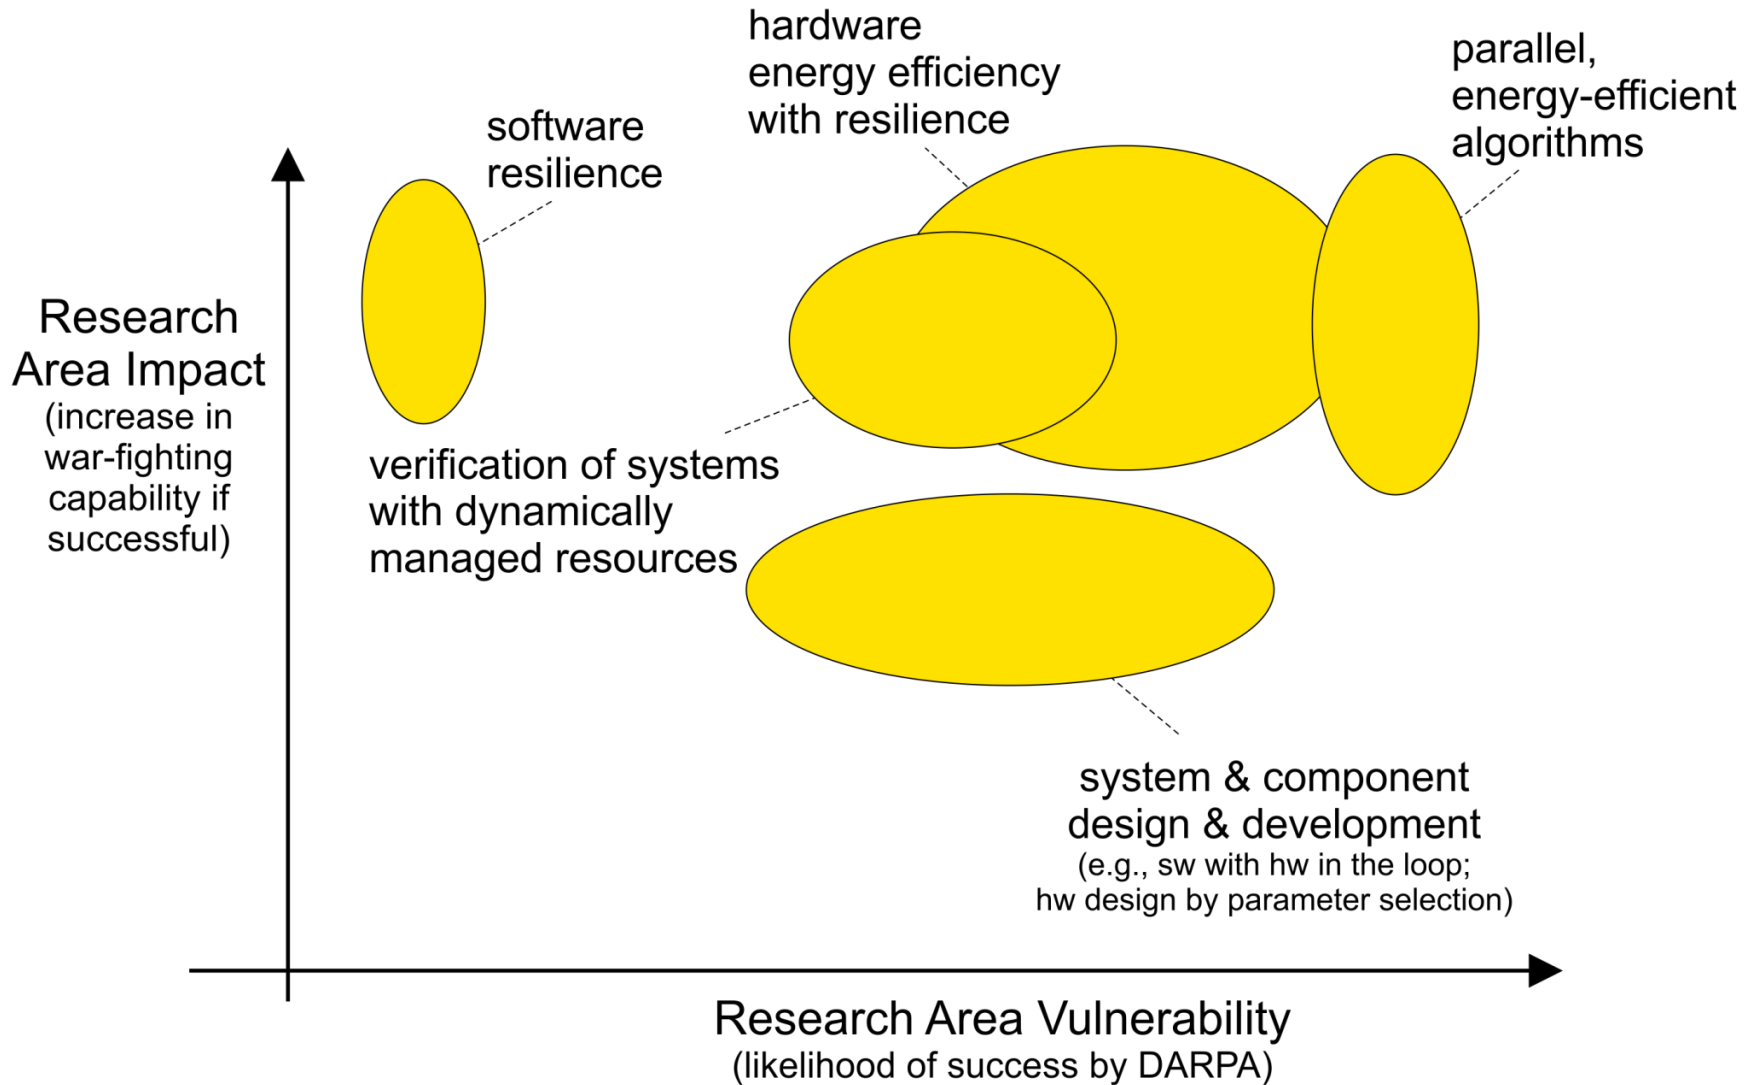 hardware
energy efficiency
with resilience
parallel,
energy-efficient
algorithms
software
resilience
Research
Area Impact
(increase in
war-fighting
capability if
successful)
verification of systems
with dynamically
managed resources
system & component
design & development
(e.g., sw with hw in the loop;
hw design by parameter selection)
Research Area Vulnerability
(likelihood of success by DARPA)